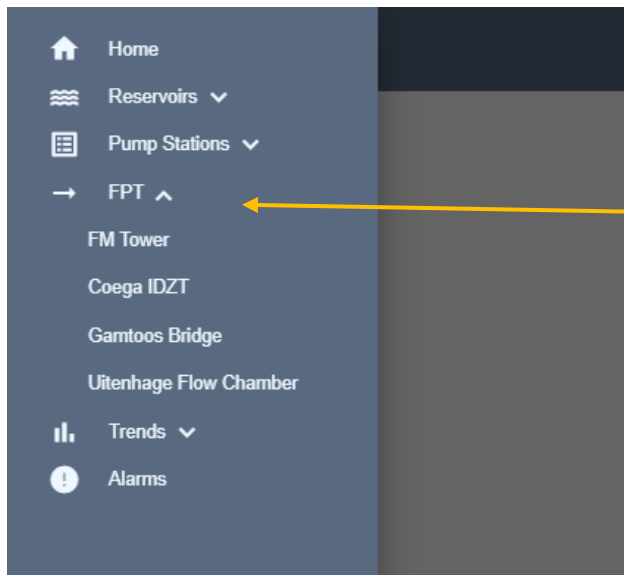 Home
Reservoirs
Pump Stations
FPT
FM Tower
Coega IDZT
Gamtoos Bridge
Uitenhage Flow Chamber
Trends
Alarms